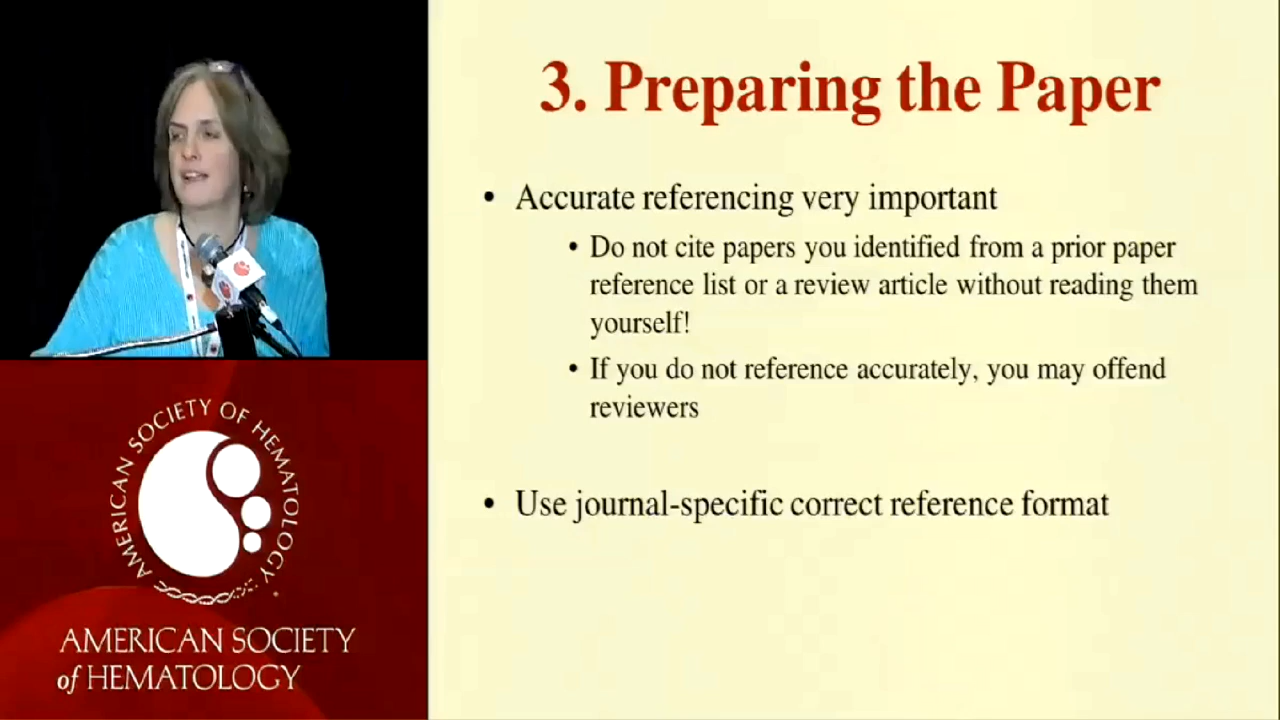 3. Preparing the Paper
• Accurate referencing very important
• Do not cite papers you identified from a prior paper
reference list or a review article without reading them
yourself!
• If you do not reference accurately, you may offend
reviewers
• Use journal-specific correct reference format
AMERICAN SOCIETY OF HEMATOLOGY
AMERICAN SOCIETY
of HEMATOLOGY